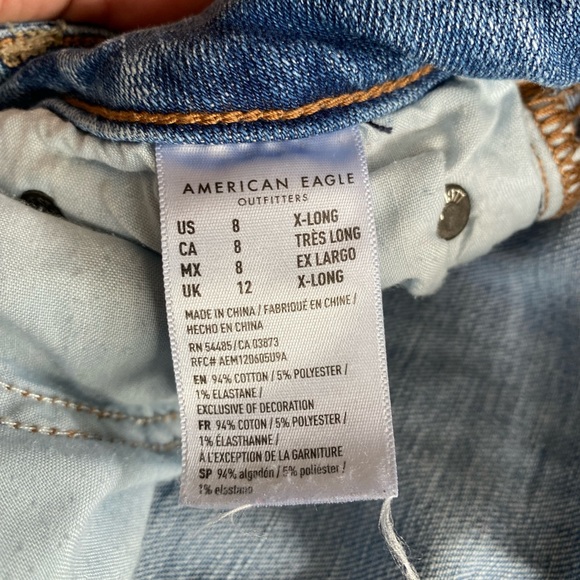 AMERICAN EAGLE
OUTFITTERS
US 8 X-LONG
CA 8 TRÈS LONG
MX 8 EX LARGO
UK 12 X-LONG
MADE IN CHINA / FABRIQUÉ EN CHINE /
HECHO EN CHINA
RN 54485 / CA 03873
RFC# AEM120605U9A
EN 94% COTTON / 5% POLYESTER /
1% ELASTANE /
EXCLUSIVE OF DECORATION
FR 94% COTON / 5% POLYESTER /
1% ÉLASTHANNE /
À L'EXCEPTION DE LA GARNITURE
SP 94% algodón / 5% poliéster /
1% elastano